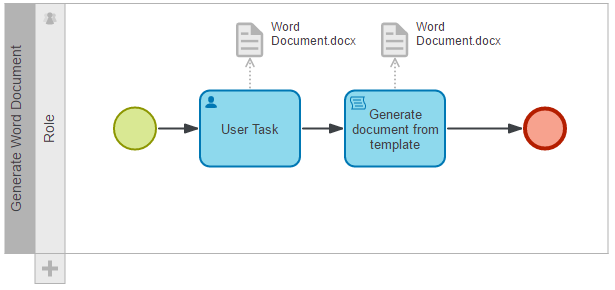 Generate Word Document
Role
Word
Document.docx
Word
Document.docx
User Task
Generate
document from
template